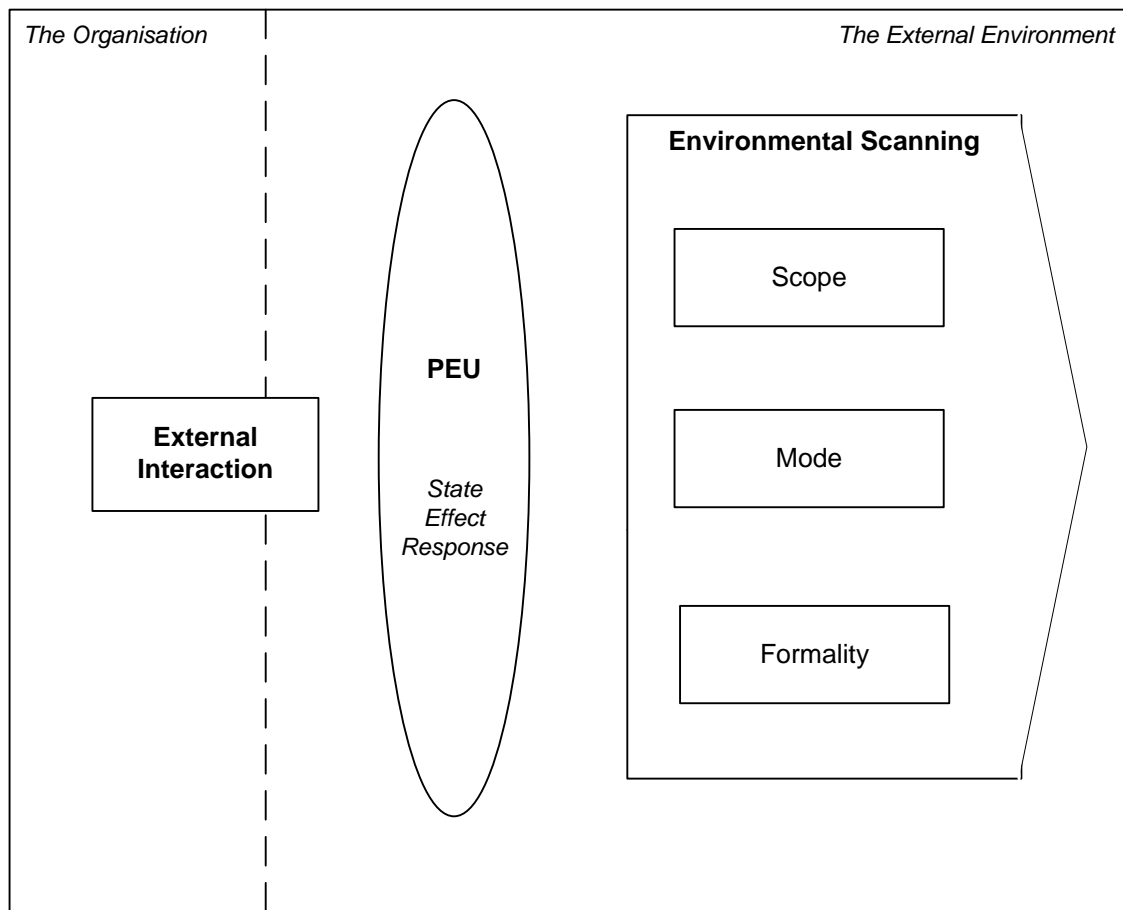 The Organisation
The External Environment
Environmental Scanning
Scope
PEU
External
Interaction
Mode
State
Effect
Response
Formality